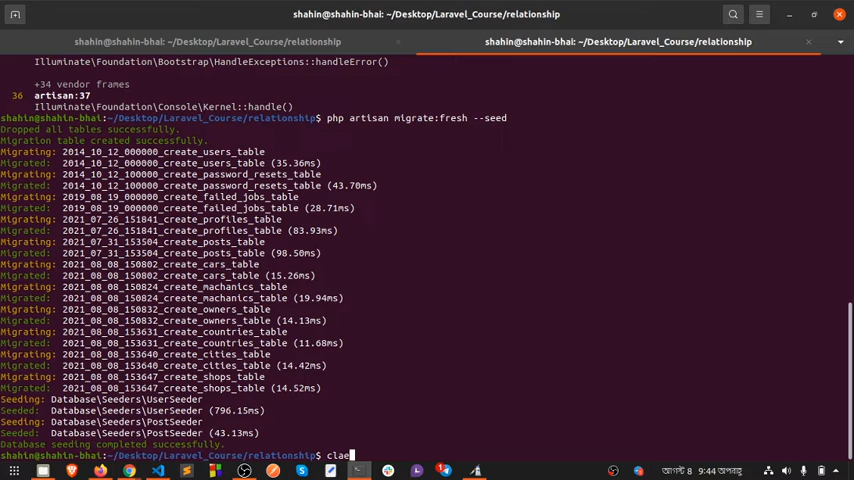 shahin@shahin-bhai: ~/Desktop/Laravel_Course/relationship
shahin@shahin-bhai: ~/Desktop/Laravel_Course/relationship
shahin@shahin-bhai: ~/Desktop/Laravel_Course/relationship
Illuminate\Foundation\Bootstrap\HandleExceptions::handleError()
+34 vendor frames
36 artisan:37
Illuminate\Foundation\Console\Kernel::handle()
shahin@shahin-bhai:~/Desktop/Laravel_Course/relationship$ php artisan migrate:fresh --seed
Dropped all tables successfully.
Migration table created successfully.
Migrating: 2014_10_12_000000_create_users_table
Migrated: 2014_10_12_000000_create_users_table (35.36ms)
Migrating: 2014_10_12_100000_create_password_resets_table
Migrated: 2014_10_12_100000_create_password_resets_table (43.70ms)
Migrating: 2019_08_19_000000_create_failed_jobs_table
Migrated: 2019_08_19_000000_create_failed_jobs_table (28.71ms)
Migrating: 2021_07_26_151841_create_profiles_table
Migrated: 2021_07_26_151841_create_profiles_table (83.93ms)
Migrating: 2021_07_31_153504_create_posts_table
Migrated: 2021_07_31_153504_create_posts_table (98.50ms)
Migrating: 2021_08_08_150802_create_cars_table
Migrated: 2021_08_08_150802_create_cars_table (15.26ms)
Migrating: 2021_08_08_150824_create_machanics_table
Migrated: 2021_08_08_150824_create_machanics_table (19.94ms)
Migrating: 2021_08_08_150832_create_owners_table
Migrated: 2021_08_08_150832_create_owners_table (14.13ms)
Migrating: 2021_08_08_153631_create_countries_table
Migrated: 2021_08_08_153631_create_countries_table (11.68ms)
Migrating: 2021_08_08_153640_create_cities_table
Migrated: 2021_08_08_153640_create_cities_table (14.42ms)
Migrating: 2021_08_08_153647_create_shops_table
Migrated: 2021_08_08_153647_create_shops_table (14.52ms)
Seeding: Database\Seeders\UserSeeder
Seeded: Database\Seeders\UserSeeder (796.15ms)
Seeding: Database\Seeders\PostSeeder
Seeded: Database\Seeders\PostSeeder (43.13ms)
Database seeding completed successfully.
shahin@shahin-bhai:~/Desktop/Laravel_Course/relationship$ clae
আগস্ট 8 9:44 অপরাহ্ন